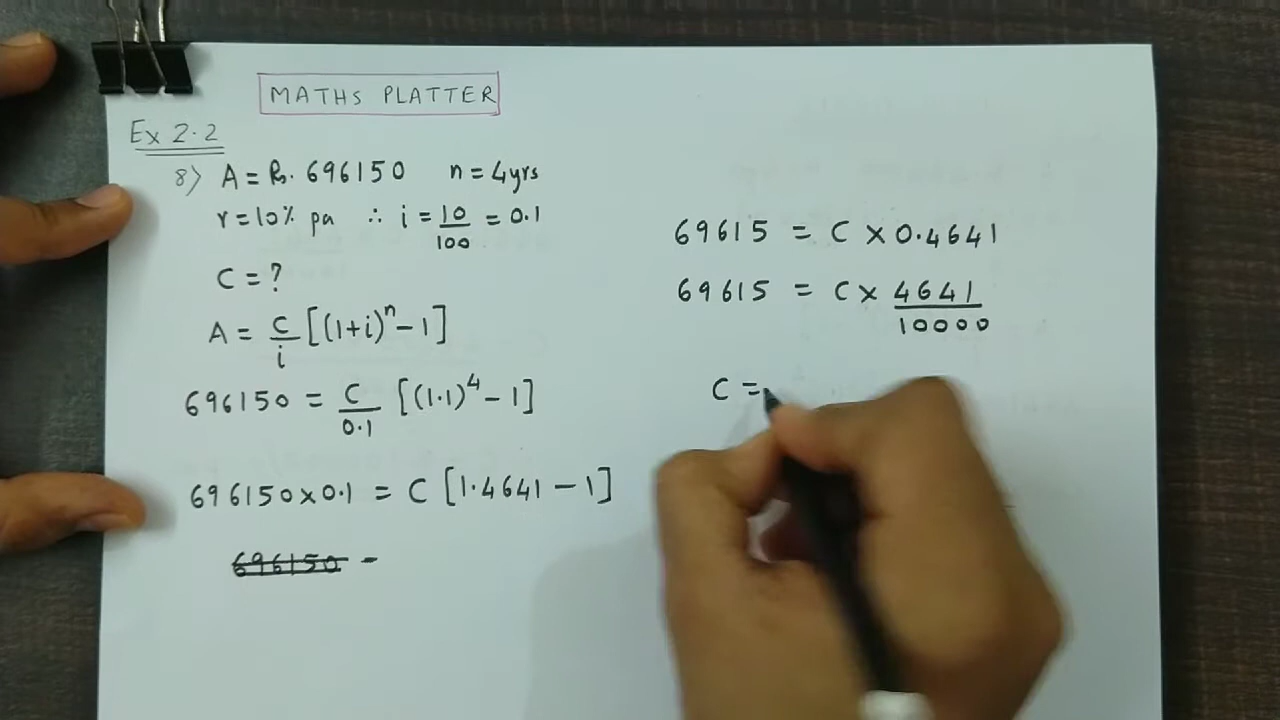 MATHS PLATTER
Ex 2.2
8) A = Rs. 696150 n = 4yrs
r = 10% pa ∴ i = 10/100 = 0.1
C = ?
A = C/i [(1+i)^n − 1]
696150 = C/0.1 [(1.1)^4 − 1]
696150 × 0.1 = C [1.4641 − 1]
696150 −
69615 = C × 0.4641
69615 = C × 4641/10000
C =